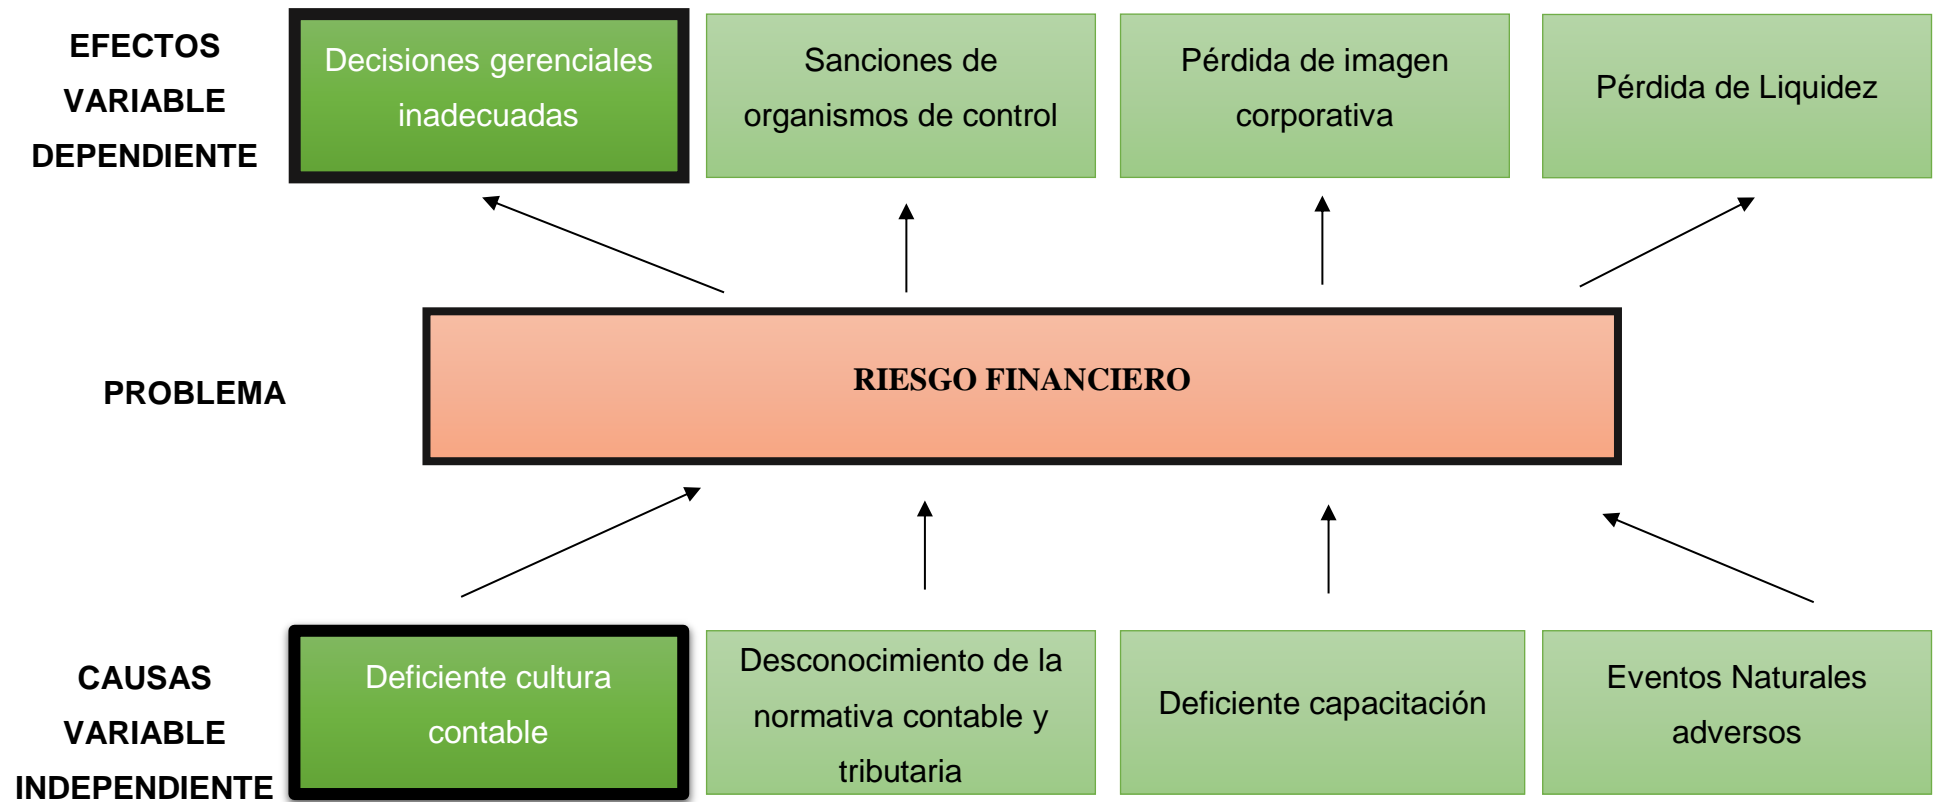 EFECTOS
VARIABLE
DEPENDIENTE
Decisiones gerenciales
inadecuadas
Sanciones de
organismos de control
Pérdida de imagen
corporativa
Pérdida de Liquidez
PROBLEMA
RIESGO FINANCIERO
CAUSAS
VARIABLE
INDEPENDIENTE
Deficiente cultura
contable
Desconocimiento de la
normativa contable y
tributaria
Deficiente capacitación
Eventos Naturales
adversos